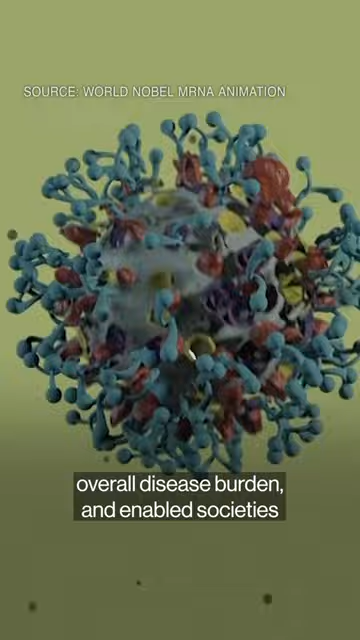 SOURCE: WORLD NOBEL MRNA ANIMATION
overall disease burden,
and enabled societies